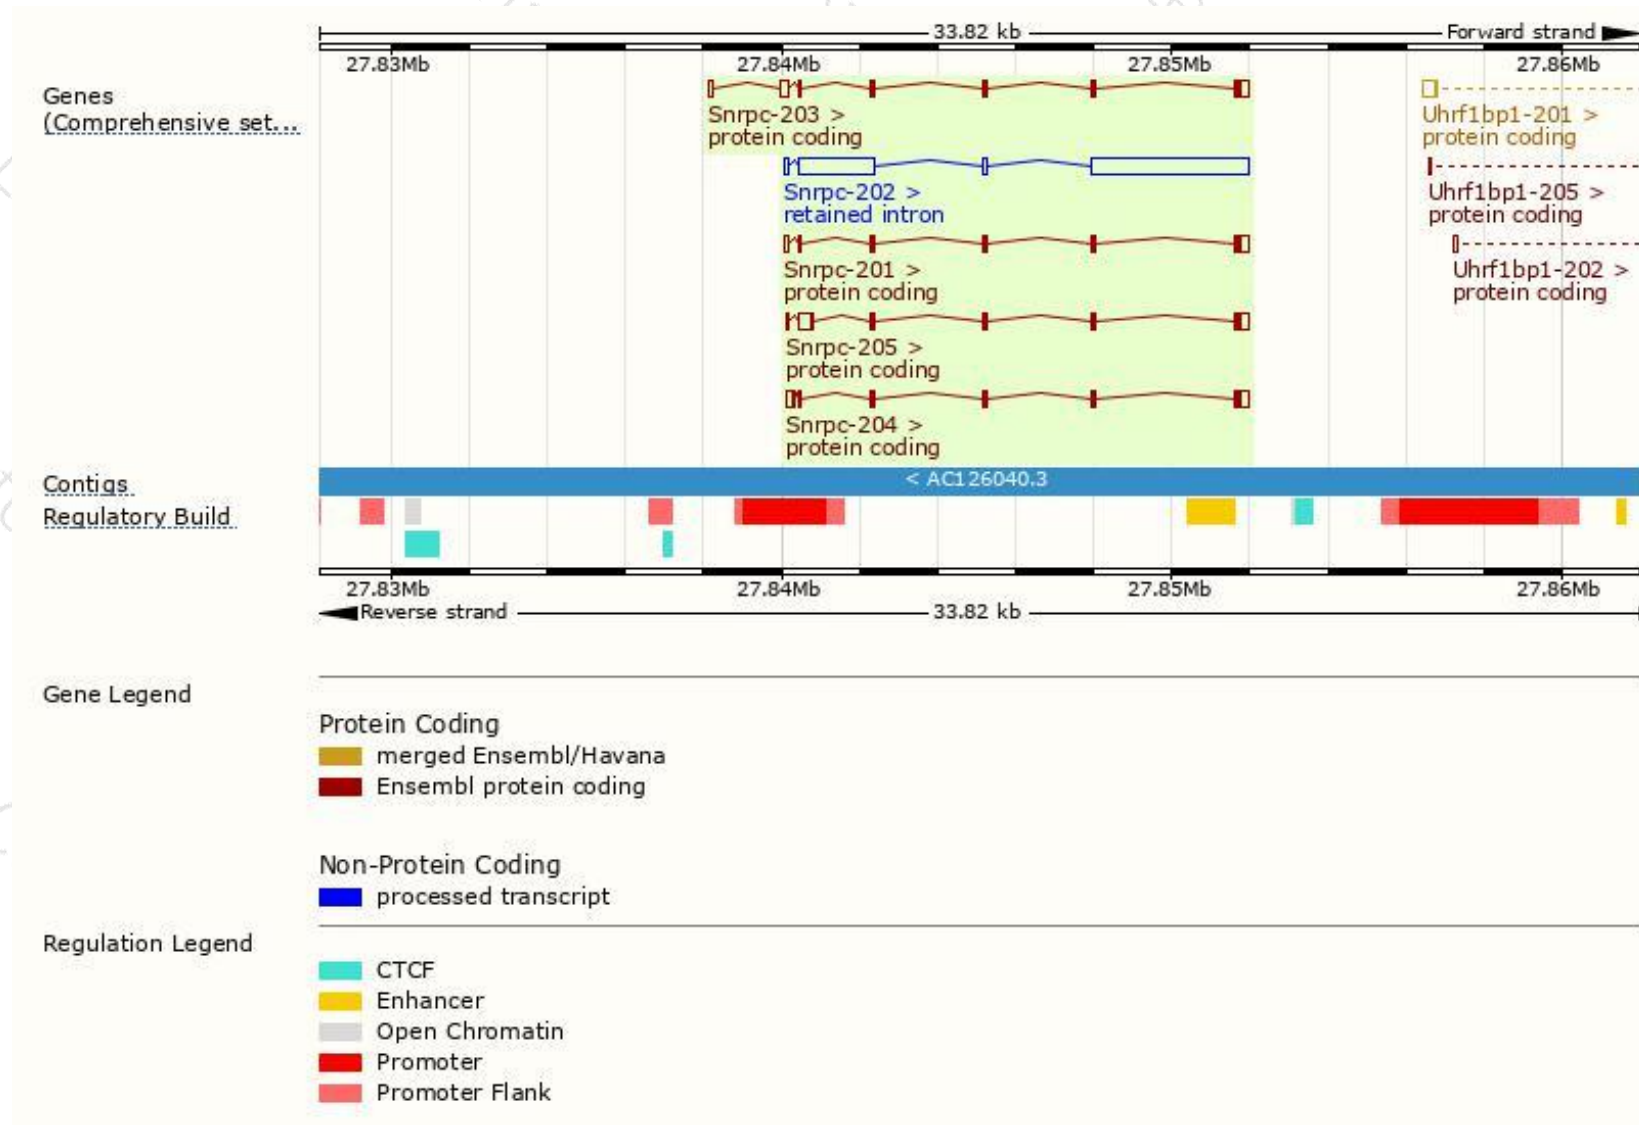 33.82 kb Forward strand
27.83Mb 27.84Mb 27.85Mb 27.86Mb
Genes
(Comprehensive set...
Snrpc-203 >
protein coding
Snrpc-202 >
retained intron
Snrpc-201 >
protein coding
Snrpc-205 >
protein coding
Snrpc-204 >
protein coding
Uhrf1bp1-201 >
protein coding
Uhrf1bp1-205 >
protein coding
Uhrf1bp1-202 >
protein coding
Contigs
< AC126040.3
Regulatory Build
27.83Mb 27.84Mb 27.85Mb 27.86Mb
Reverse strand 33.82 kb
Gene Legend
Protein Coding
merged Ensembl/Havana
Ensembl protein coding
Non-Protein Coding
processed transcript
Regulation Legend
CTCF
Enhancer
Open Chromatin
Promoter
Promoter Flank